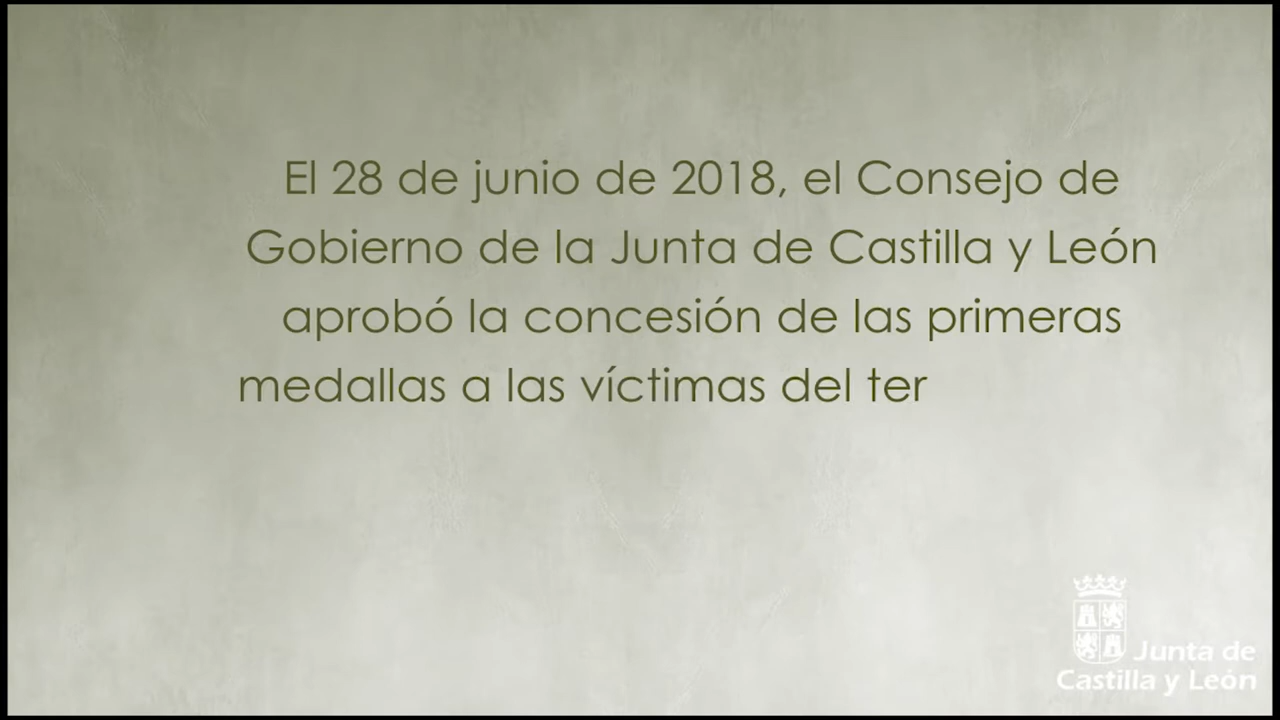 El 28 de junio de 2018, el Consejo de
Gobierno de la Junta de Castilla y León
aprobó la concesión de las primeras
medallas a las víctimas del ter
Junta de
Castilla y León